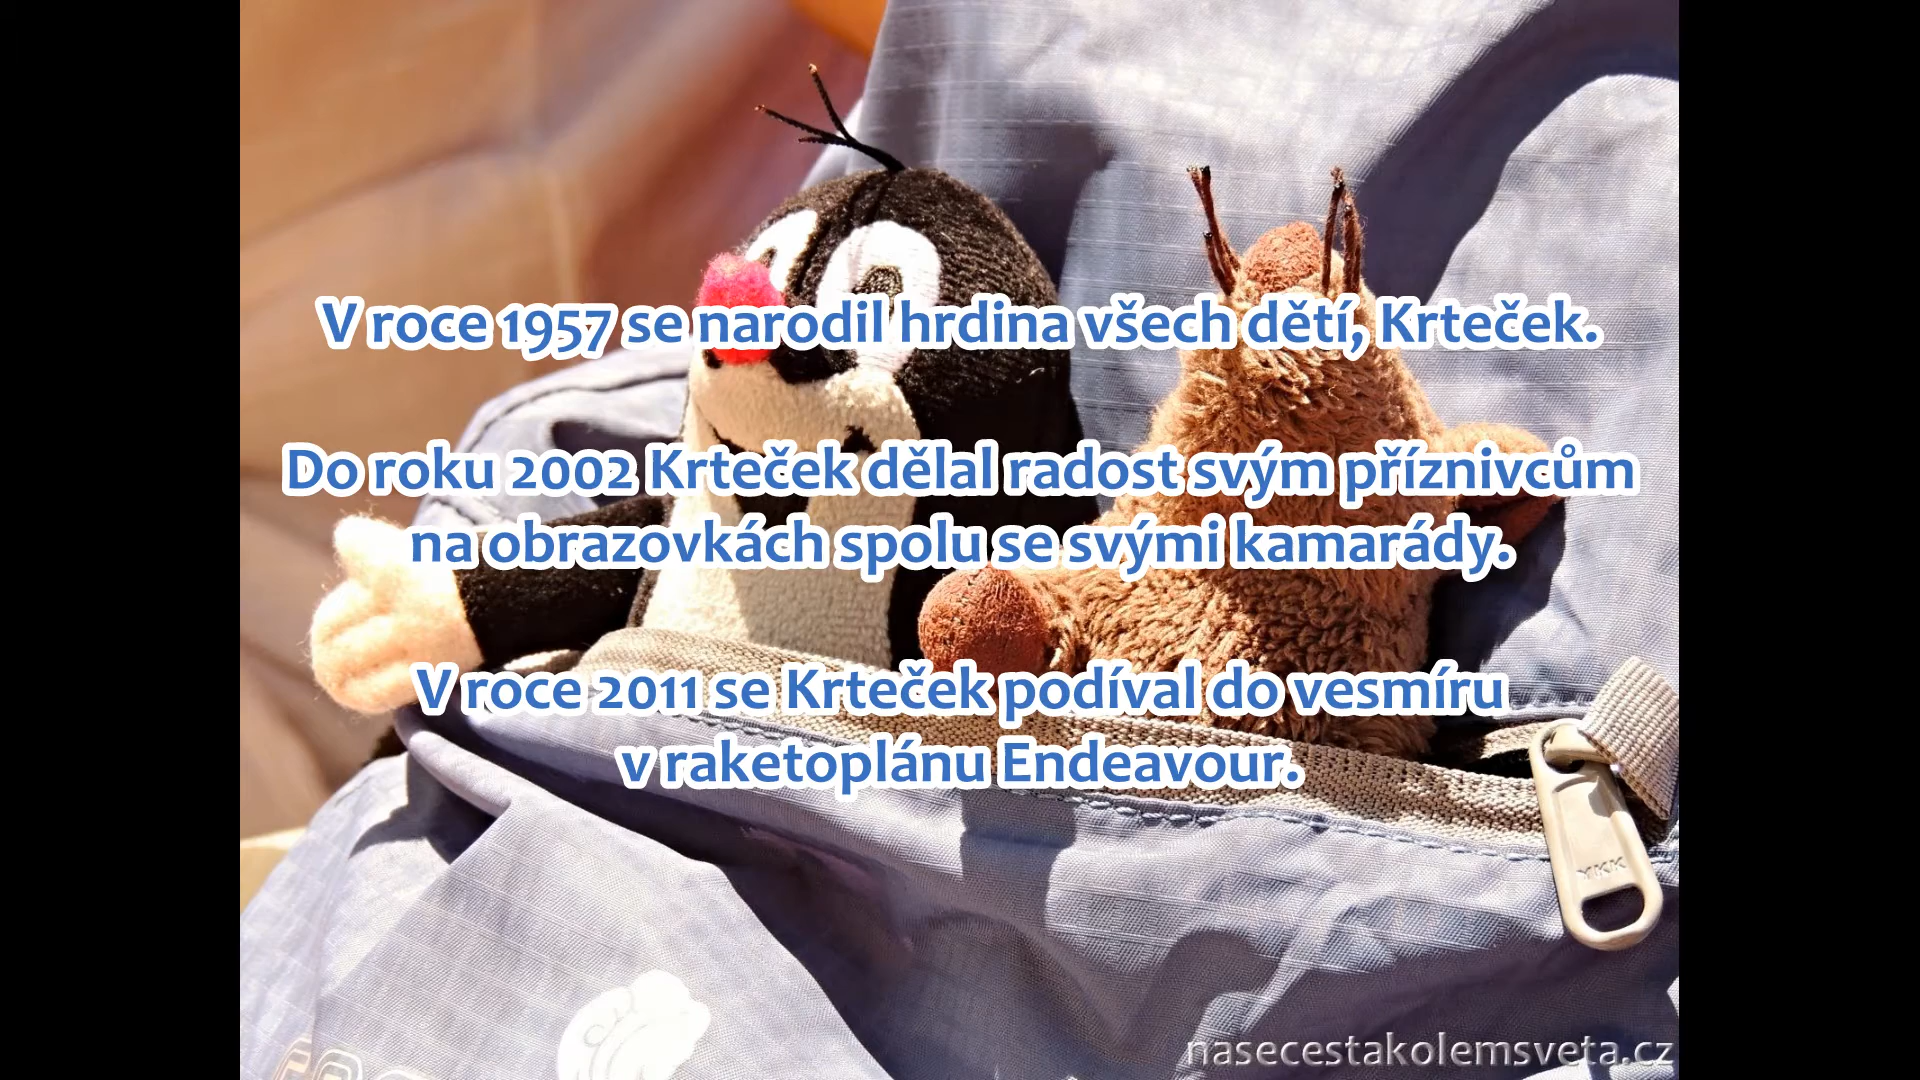 V roce 1957 se narodil hrdina všech dětí, Krteček.
Do roku 2002 Krteček dělal radost svým příznivcům
na obrazovkách spolu se svými kamarády.
V roce 2011 se Krteček podíval do vesmíru
v raketoplánu Endeavour.
YKK
nasecestakolemsveta.cz